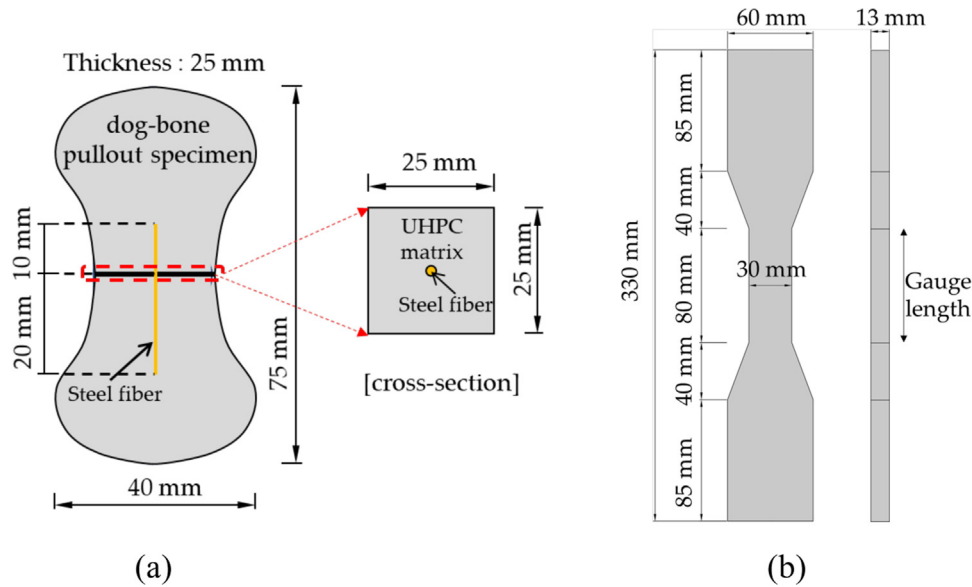 Thickness : 25 mm
dog-bone
pullout specimen
10 mm
20 mm
Steel fiber
75 mm
40 mm
25 mm
UHPC
matrix
Steel fiber
25 mm
[cross-section]
(a)
60 mm
13 mm
85 mm
40 mm
330 mm
80 mm
30 mm
Gauge
length
40 mm
85 mm
(b)